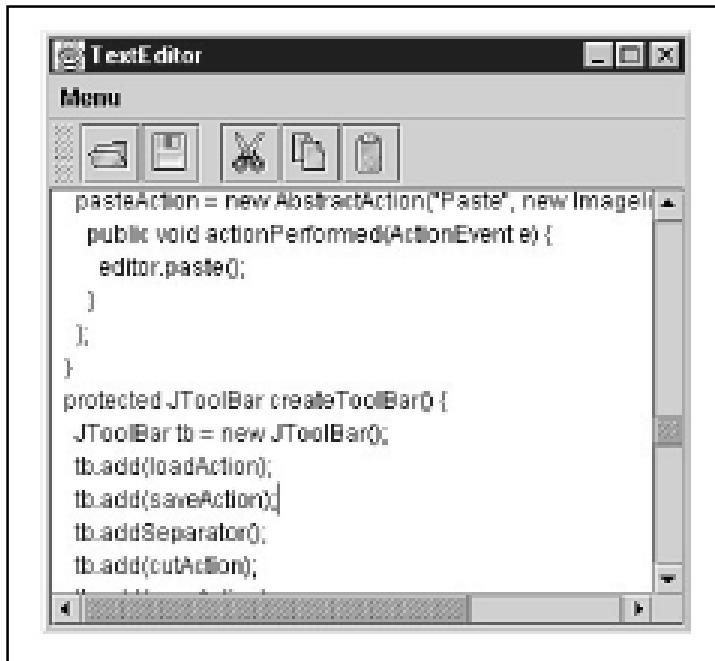 TextEditor
Menu
pasteAction = new AbstractAction("Paste", new ImageI
public void actionPerformed(ActionEvent e) {
editor.paste();
}
};
}
protected JToolBar createToolBar() {
JToolBar tb = new JToolBar();
tb.add(loadAction);
tb.add(saveAction);
tb.addSeparator();
tb.add(cutAction);